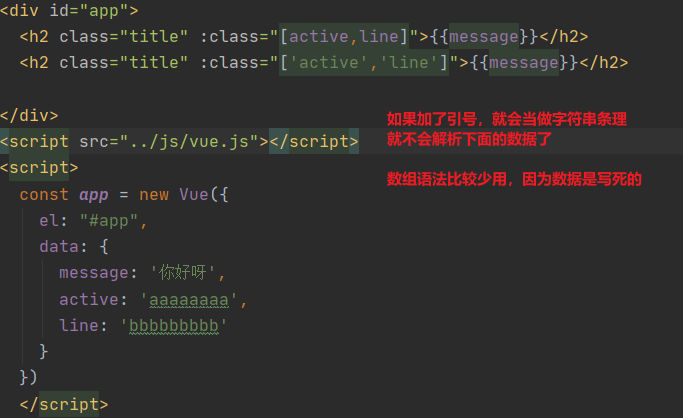 <div id="app">
<h2 class="title" :class="[active,line]">{{message}}</h2>
<h2 class="title" :class="['active','line']">{{message}}</h2>
</div>
如果加了引号，就会当做字符串条理
<script src="../js/vue.js"></script>
就不会解析下面的数据了
<script>
数组语法比较少用，因为数据是写死的
const app = new Vue({
el: "#app",
data: {
message: '你好呀',
active: 'aaaaaaaa',
line: 'bbbbbbbbb'
}
})
</script>